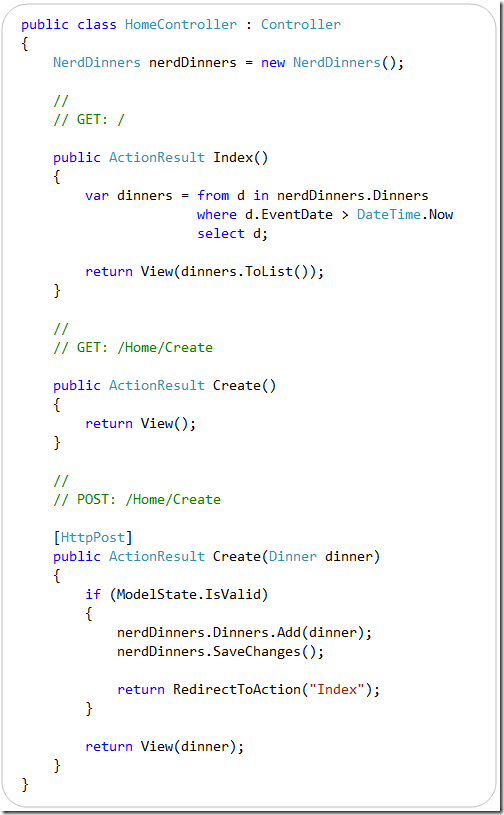 public class HomeController : Controller
{
    NerdDinners nerdDinners = new NerdDinners();

    //
    // GET: /

    public ActionResult Index()
    {
        var dinners = from d in nerdDinners.Dinners
                      where d.EventDate > DateTime.Now
                      select d;

        return View(dinners.ToList());
    }

    //
    // GET: /Home/Create

    public ActionResult Create()
    {
        return View();
    }

    //
    // POST: /Home/Create

    [HttpPost]
    public ActionResult Create(Dinner dinner)
    {
        if (ModelState.IsValid)
        {
            nerdDinners.Dinners.Add(dinner);
            nerdDinners.SaveChanges();

            return RedirectToAction("Index");
        }

        return View(dinner);
    }
}